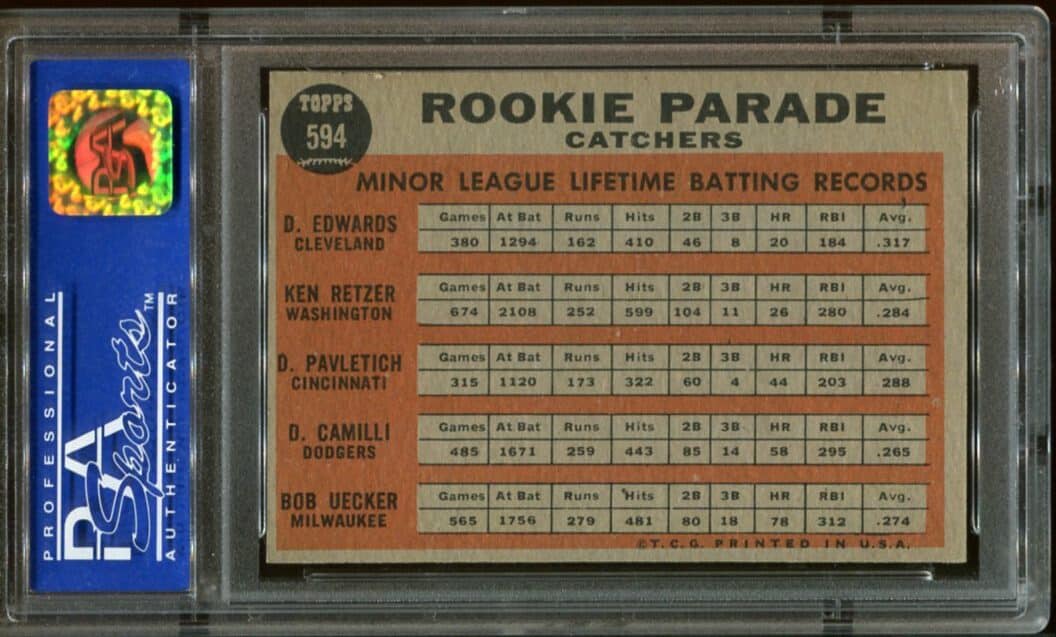 TOPPS
594
ROOKIE PARADE
CATCHERS
MINOR LEAGUE LIFETIME BATTING RECORDS
D. EDWARDS
CLEVELAND
Games At Bat Runs Hits 2B 3B HR RBI Avg.
380 1294 162 410 46 8 20 184 .317
KEN RETZER
WASHINGTON
Games At Bat Runs Hits 2B 3B HR RBI Avg.
674 2108 252 599 104 11 26 280 .284
D. PAVLETICH
CINCINNATI
Games At Bat Runs Hits 2B 3B HR RBI Avg.
315 1120 173 322 60 4 44 203 .288
D. CAMILLI
DODGERS
Games At Bat Runs Hits 2B 3B HR RBI Avg.
485 1671 259 443 85 14 58 295 .265
BOB UECKER
MILWAUKEE
Games At Bat Runs Hits 2B 3B HR RBI Avg.
565 1756 279 481 80 18 78 312 .274
©T.C.G. PRINTED IN U.S.A.
PSA
PROFESSIONAL
PSA Sports™
AUTHENTICATOR